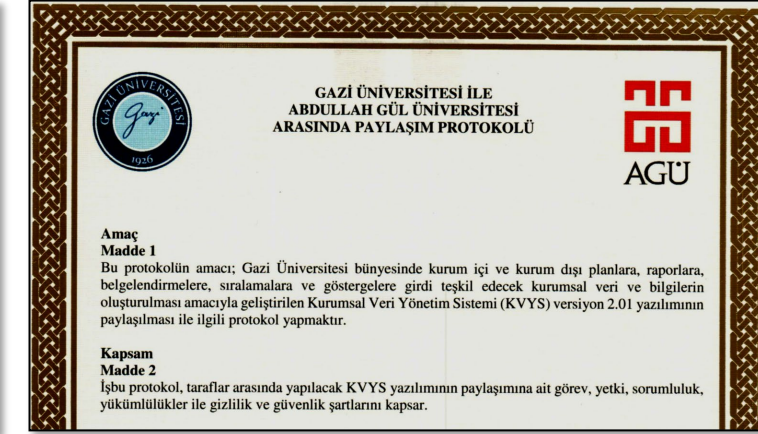 GAZİ ÜNİVERSİTESİ
Gazi
1926
GAZİ ÜNİVERSİTESİ İLE
ABDULLAH GÜL ÜNİVERSİTESİ
ARASINDA PAYLAŞIM PROTOKOLÜ
AGÜ
Amaç
Madde 1
Bu protokolün amacı; Gazi Üniversitesi bünyesinde kurum içi ve kurum dışı planlara, raporlara,
belgelendirmelere, sıralamalara ve göstergelere girdi teşkil edecek kurumsal veri ve bilgilerin
oluşturulması amacıyla geliştirilen Kurumsal Veri Yönetim Sistemi (KVYS) versiyon 2.01 yazılımının
paylaşılması ile ilgili protokol yapmaktır.
Kapsam
Madde 2
İşbu protokol, taraflar arasında yapılacak KVYS yazılımının paylaşımına ait görev, yetki, sorumluluk,
yükümlülükler ile gizlilik ve güvenlik şartlarını kapsar.